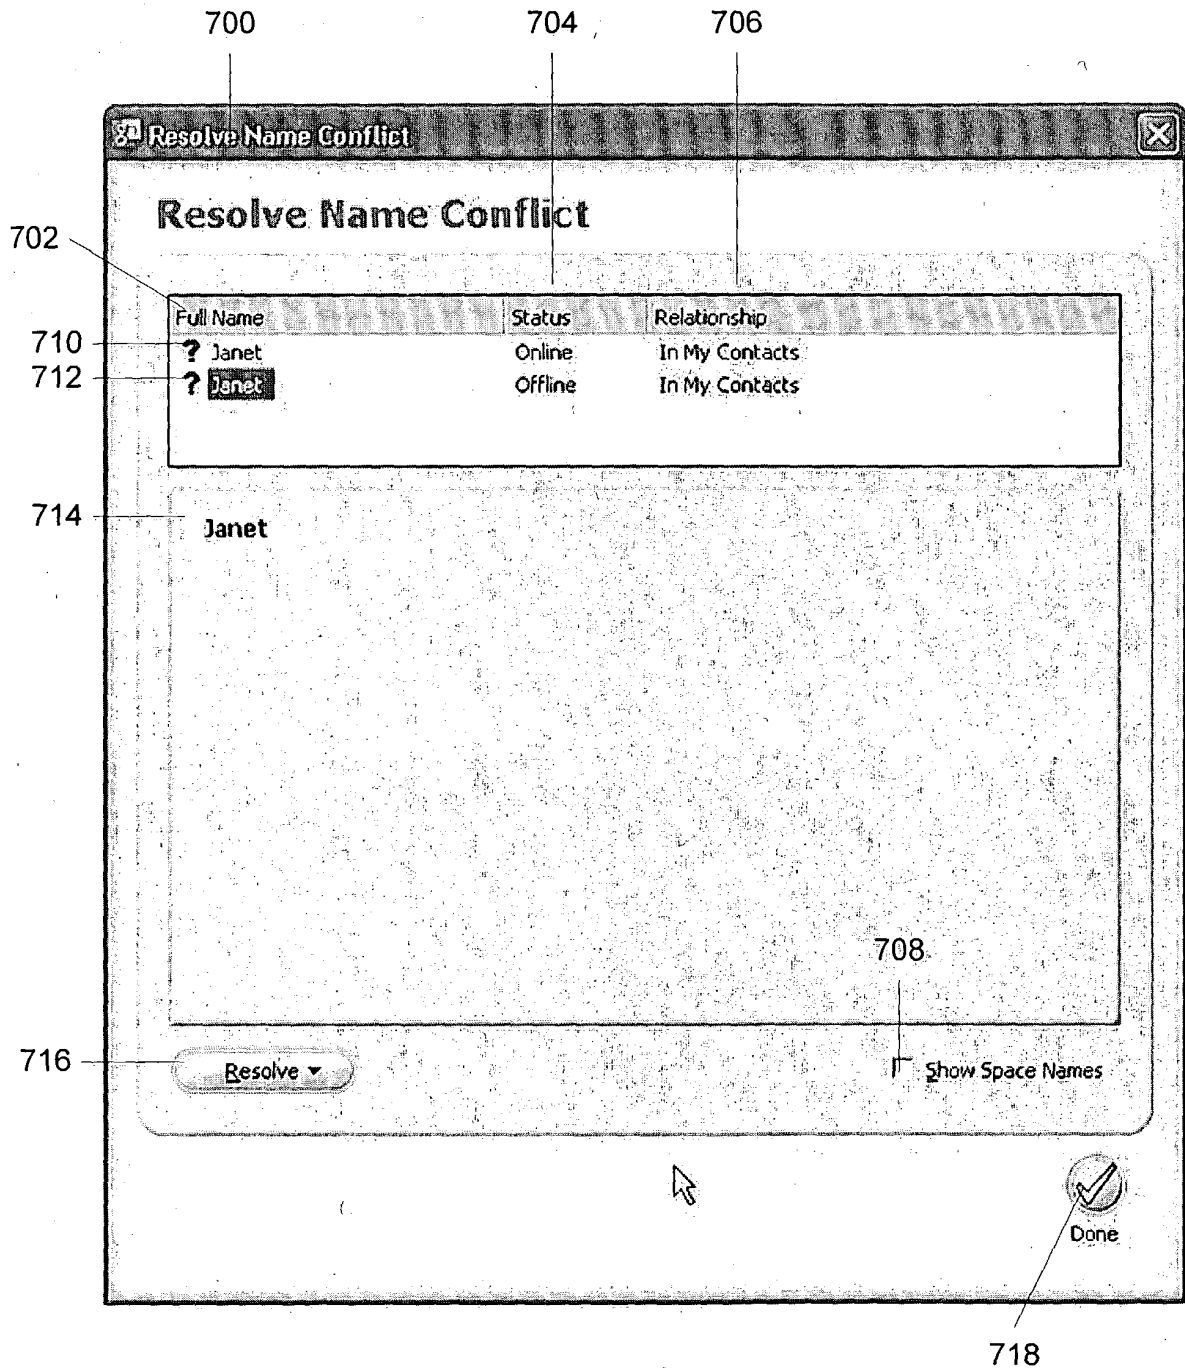 700 704 706
Resolve Name Conflict
Resolve Name Conflict
702
Full Name Status Relationship
710 ? Janet Online In My Contacts
712 ? Janet Offline In My Contacts
714 Janet
708
716 Resolve Show Space Names
Done
718